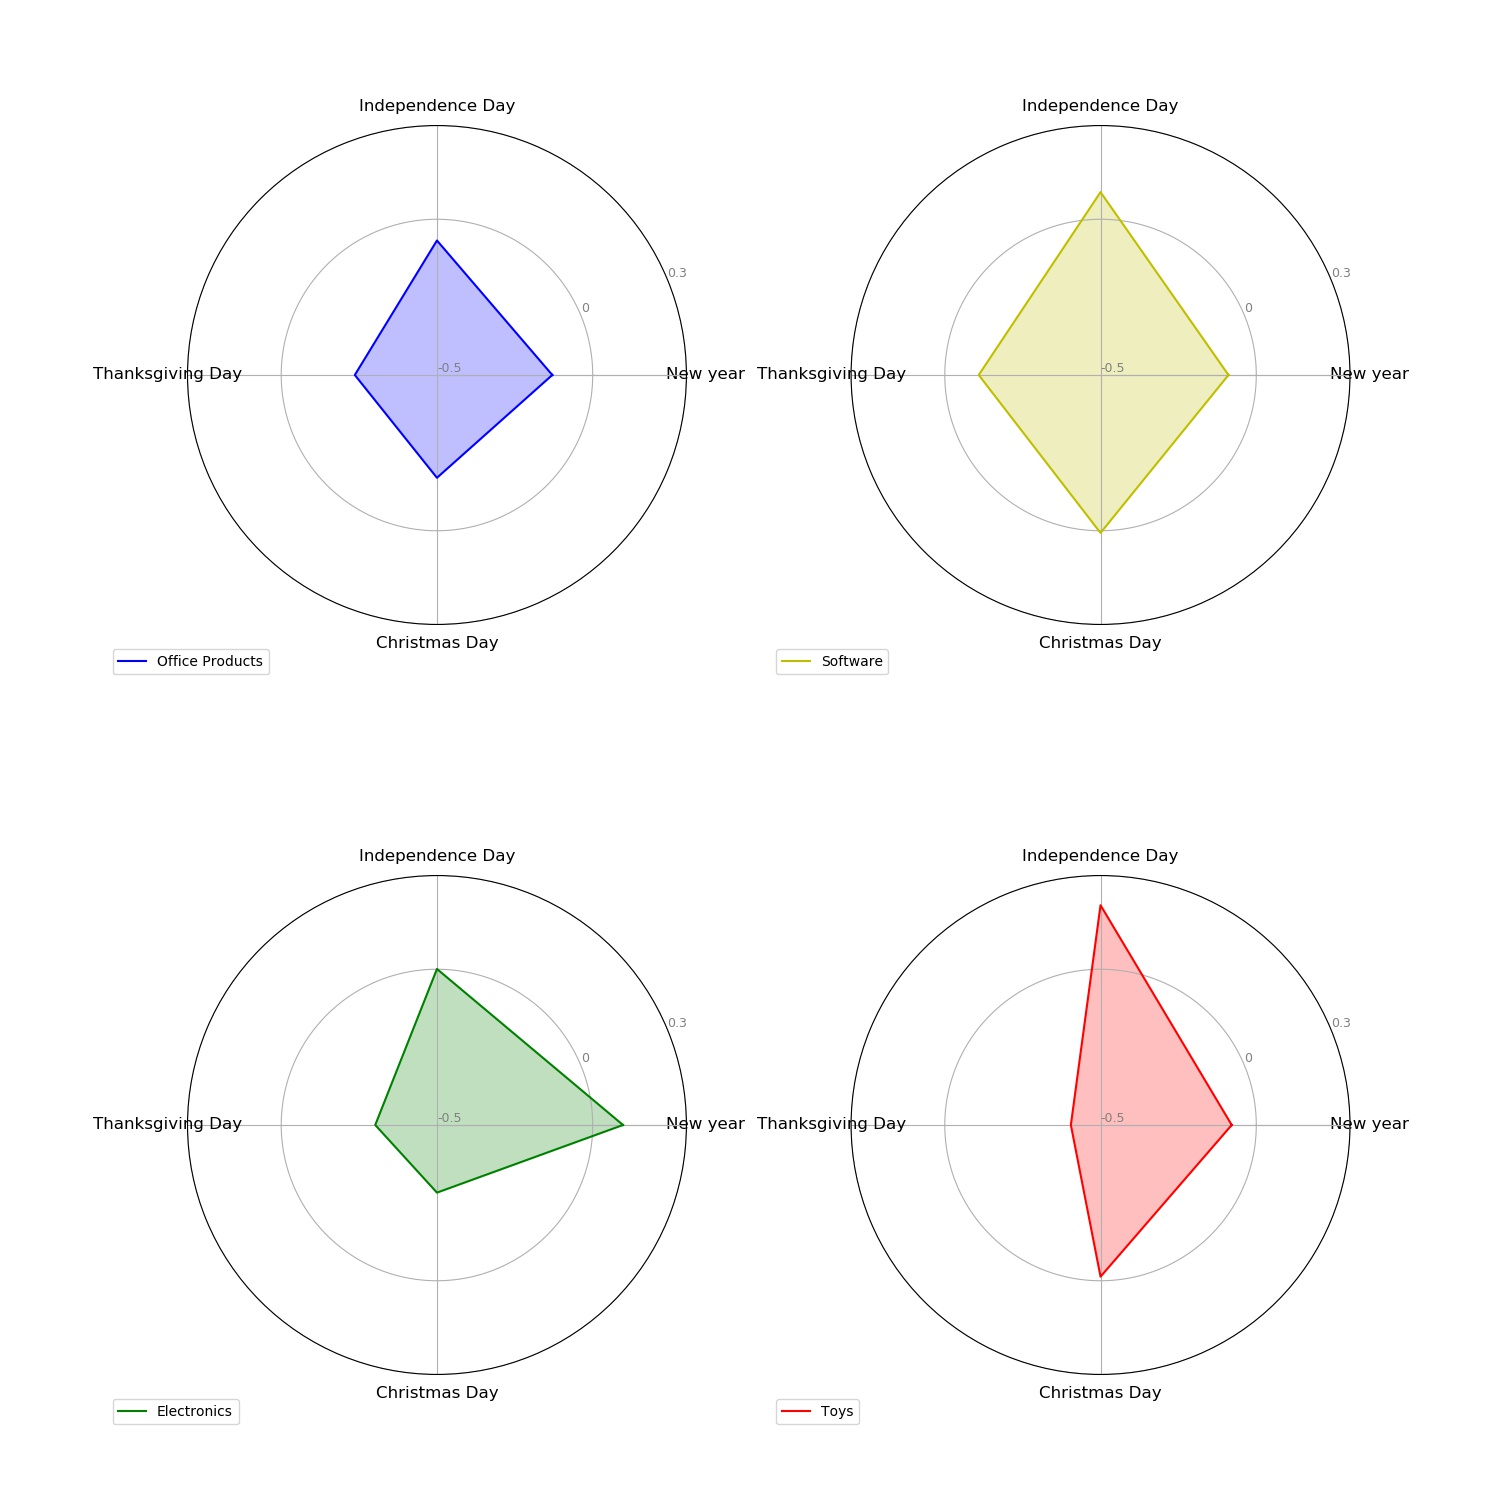 Independence Day
0.3
0
-0.5
Thanksgiving Day
New year
Christmas Day
Office Products
Independence Day
0.3
0
-0.5
Thanksgiving Day
New year
Christmas Day
Software
Independence Day
0.3
0
-0.5
Thanksgiving Day
New year
Christmas Day
Electronics
Independence Day
0.3
0
-0.5
Thanksgiving Day
New year
Christmas Day
Toys